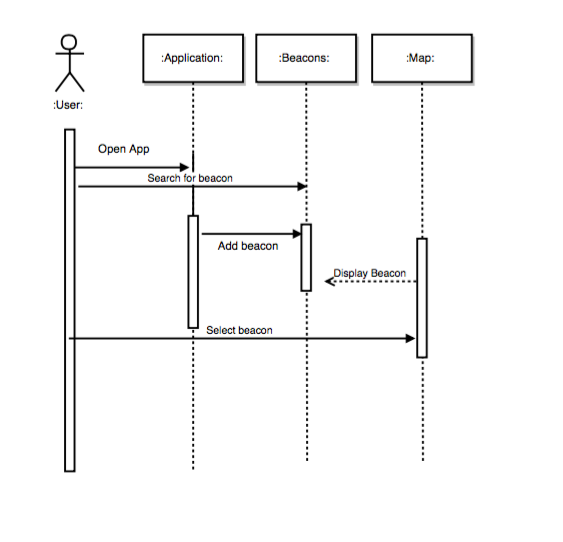 :Application:
:Beacons:
:Map:
:User:
Open App
Search for beacon
Add beacon
Display Beacon
Select beacon